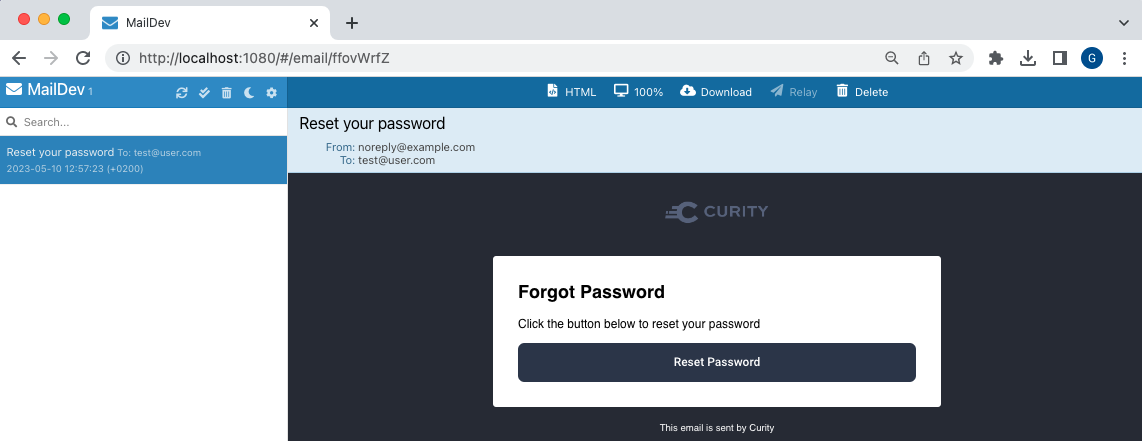 MailDev
http://localhost:1080/#/email/ffovWrfZ
G
MailDev 1
HTML
100%
Download
Relay
Delete
Search...
Reset your password To: test@user.com
2023-05-10 12:57:23 (+0200)
Reset your password
From: noreply@example.com
To: test@user.com
CURITY
Forgot Password
Click the button below to reset your password
Reset Password
This email is sent by Curity